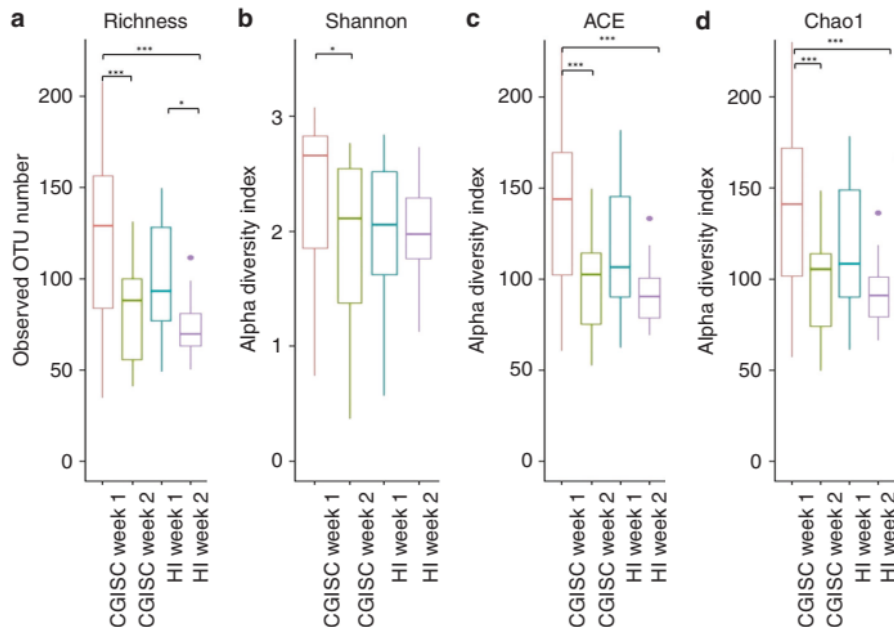 a Richness
b Shannon
c ACE
d Chao1
Observed OTU number
200
150
100
50
0
***
***
*
CGISC week 1
CGISC week 2
HI week 1
HI week 2
Alpha diversity index
3
2
1
0
*
CGISC week 1
CGISC week 2
HI week 1
HI week 2
Alpha diversity index
200
150
100
50
0
***
***
CGISC week 1
CGISC week 2
HI week 1
HI week 2
Alpha diversity index
200
150
100
50
0
***
***
CGISC week 1
CGISC week 2
HI week 1
HI week 2